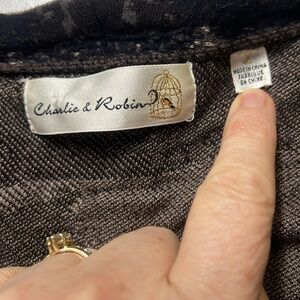 Charlie & Robin
MADE IN CHINA
FABRIQUÉ
EN CHINE